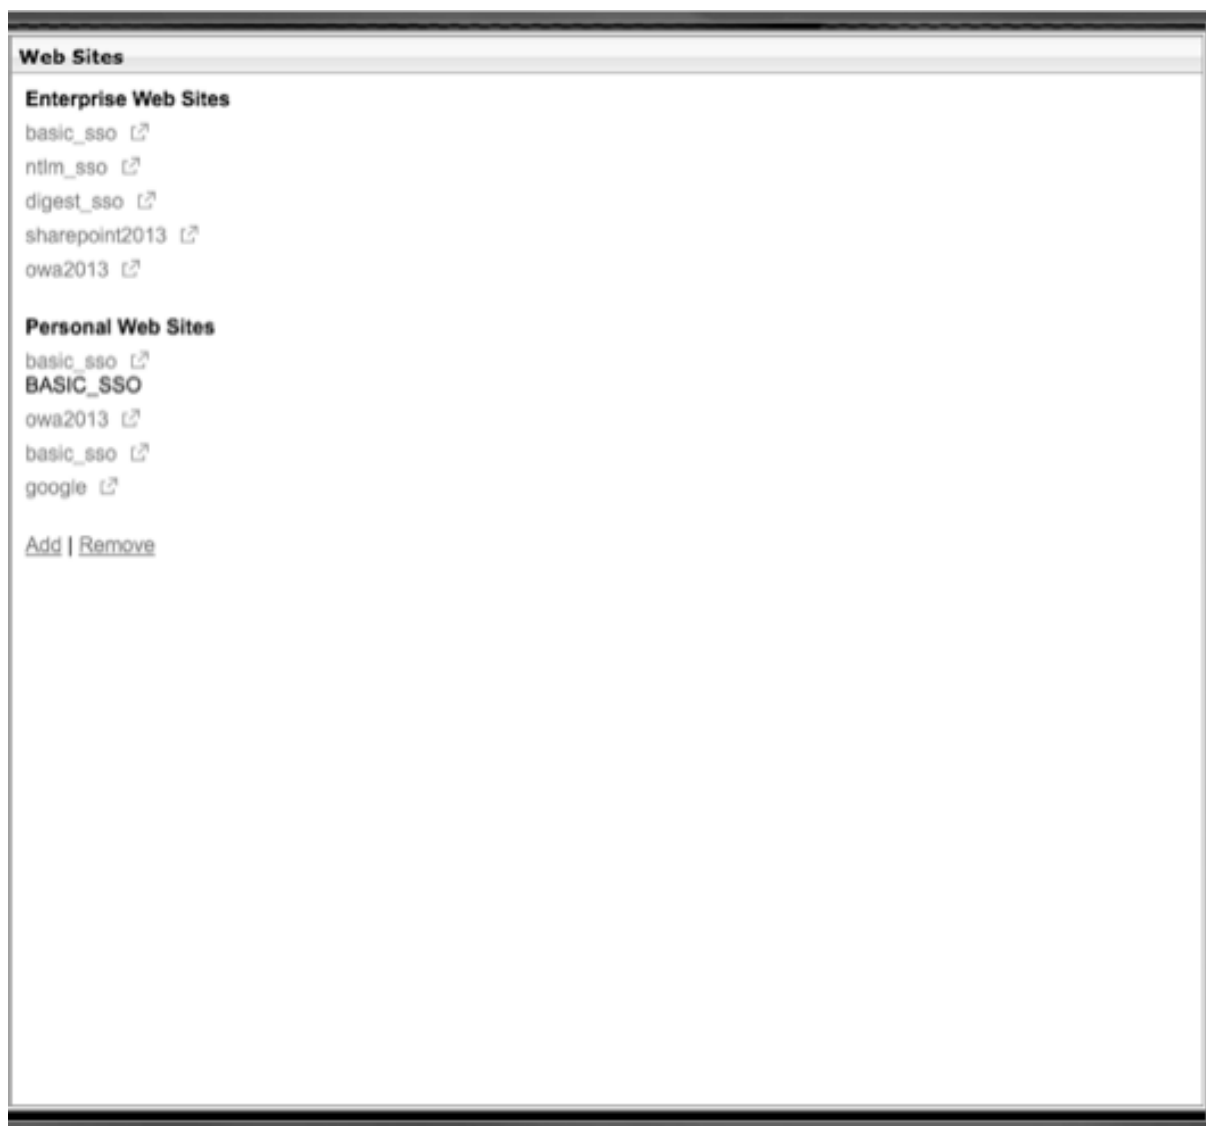 Web Sites
Enterprise Web Sites
basic_sso
ntlm_sso
digest_sso
sharepoint2013
owa2013
Personal Web Sites
basic_sso
BASIC_SSO
owa2013
basic_sso
google
Add | Remove